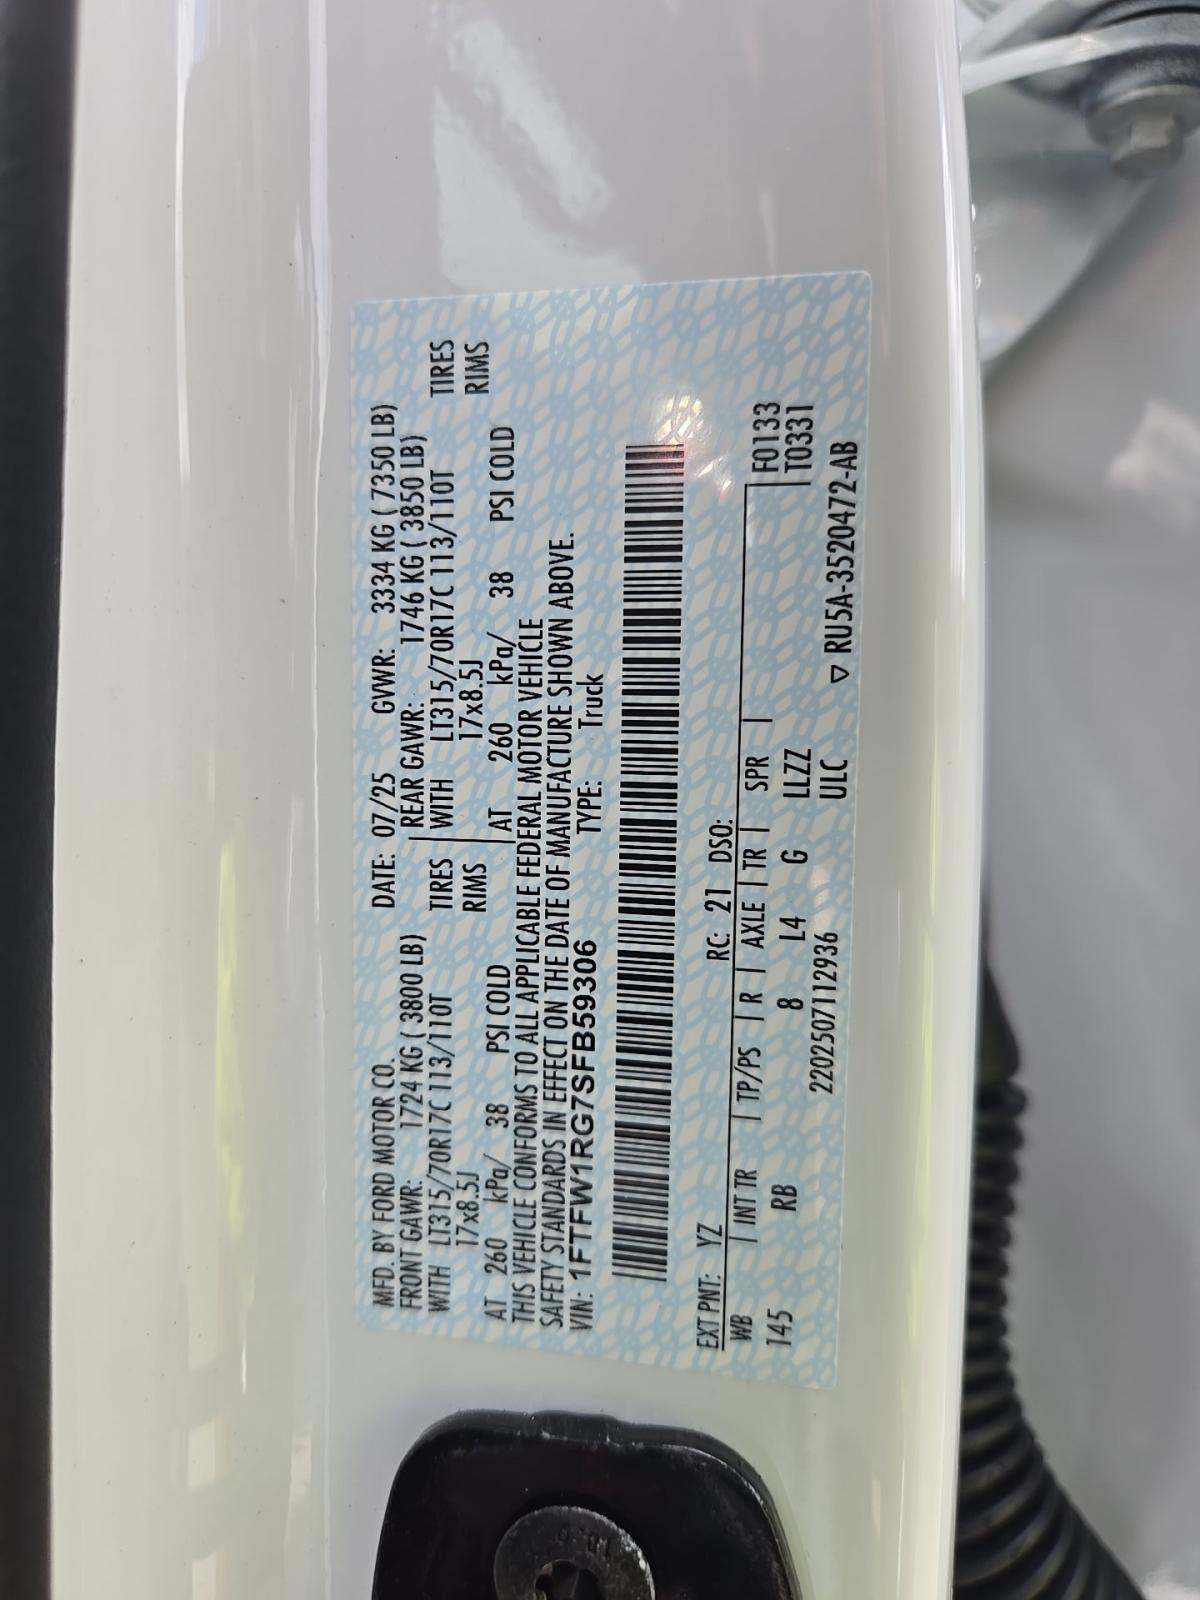 MFD. BY FORD MOTOR CO. DATE: 07/25 GVWR: 3334 KG ( 7350 LB)
FRONT GAWR: 1724 KG ( 3800 LB) REAR GAWR: 1746 KG ( 3850 LB)
WITH LT315/70R17C 113/110T TIRES WITH LT315/70R17C 113/110T TIRES
17x8.5J RIMS 17x8.5J RIMS
AT 260 kPa/ 38 PSI COLD AT 260 kPa/ 38 PSI COLD
THIS VEHICLE CONFORMS TO ALL APPLICABLE FEDERAL MOTOR VEHICLE
SAFETY STANDARDS IN EFFECT ON THE DATE OF MANUFACTURE SHOWN ABOVE.
VIN: 1FTFW1RG7SFB59306 TYPE: Truck
EXT PNT: YZ RC: 21 DSO: F0133
WB INT TR TP/PS R AXLE TR SPR T0331
145 RB 8 L4 G LLZZ
2202507112936 ULC ▽ RU5A-3520472-AB